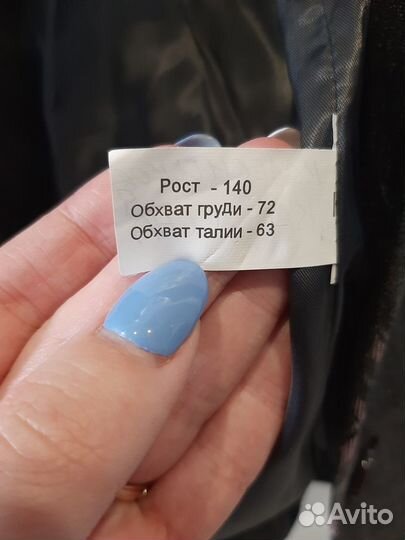 Рост - 140
Обхват груДи - 72
Обхват талии - 63
Avito